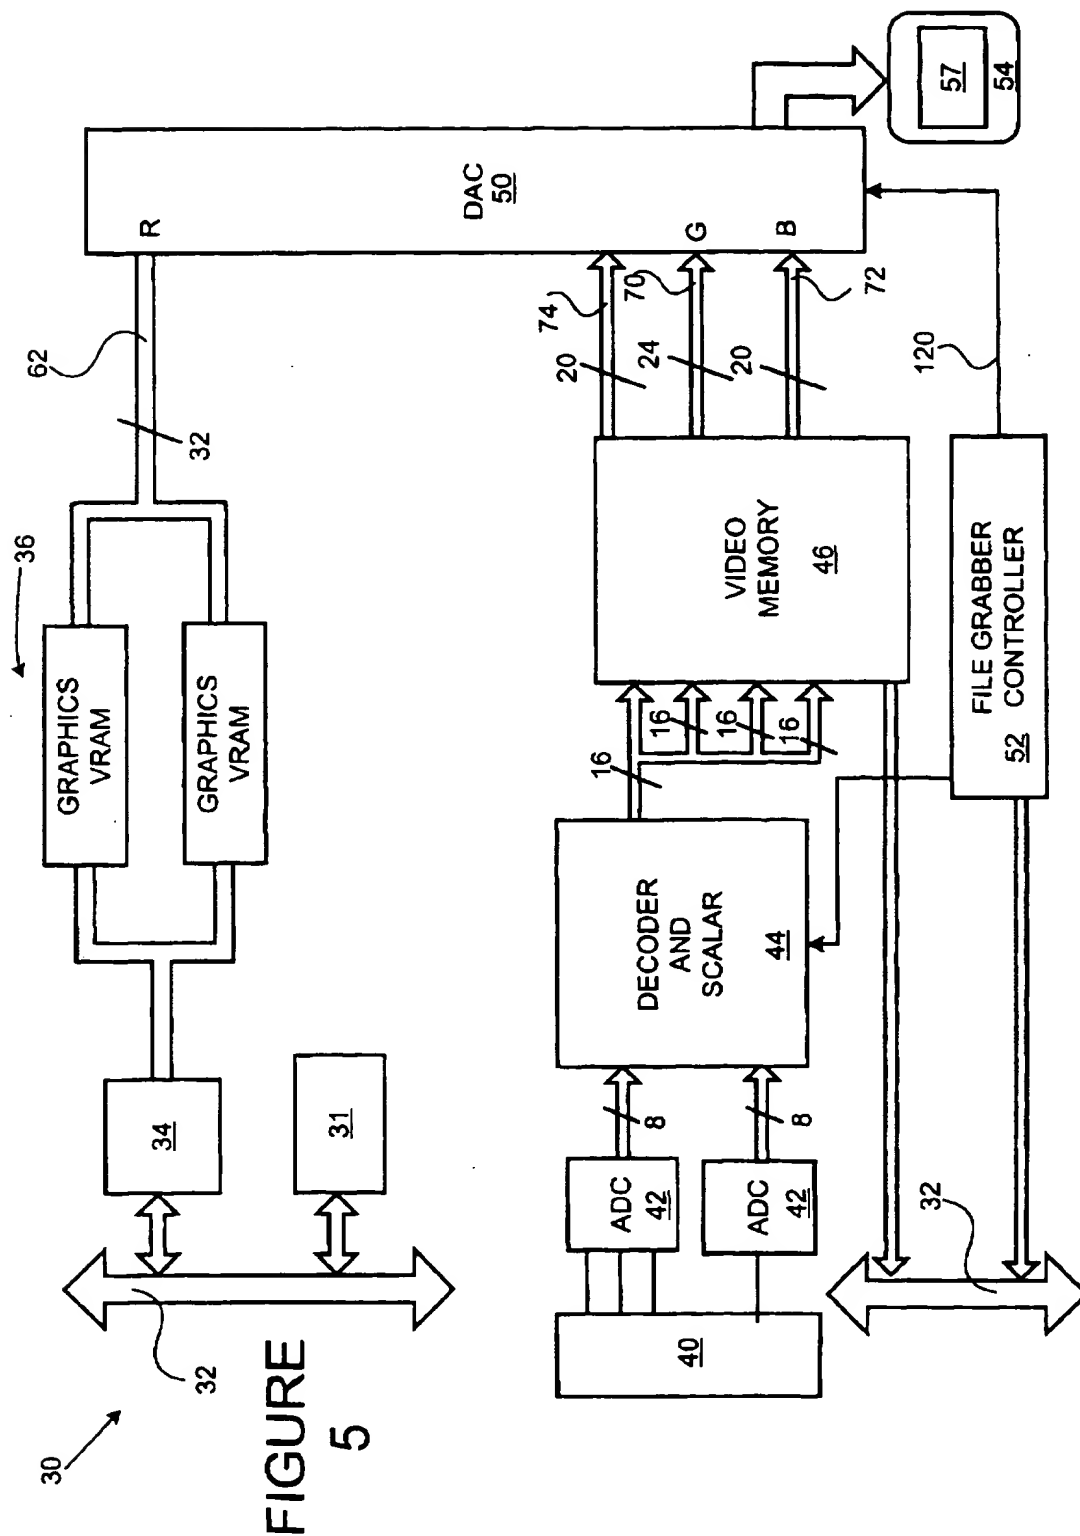 30
FIGURE
5
32
34
31
36
GRAPHICS
VRAM
GRAPHICS
VRAM
62
32
R
DAC
50
G
B
40
ADC
42
ADC
42
8
8
DECODER
AND
SCALAR
44
16
16
16
16
VIDEO
MEMORY
46
20
24
20
74
70
72
57
54
32
52
FILE GRABBER
CONTROLLER
120